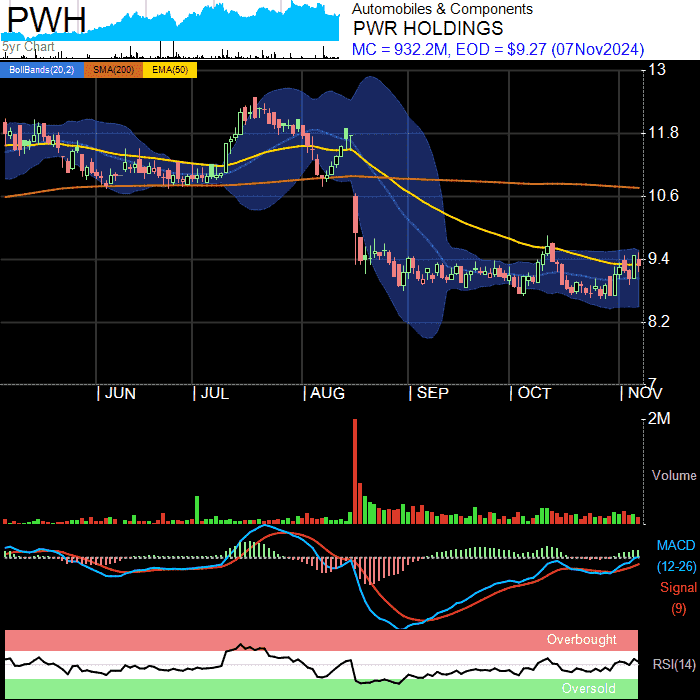 PWH
5yr Chart
Automobiles & Components
PWR HOLDINGS
MC = 932.2M, EOD = $9.27 (07Nov2024)
BollBands(20,2) SMA(200) EMA(50)
13
11.8
10.6
9.4
8.2
7
JUN JUL AUG SEP OCT NOV
2M
Volume
MACD
(12-26)
Signal
(9)
Overbought
RSI(14)
Oversold